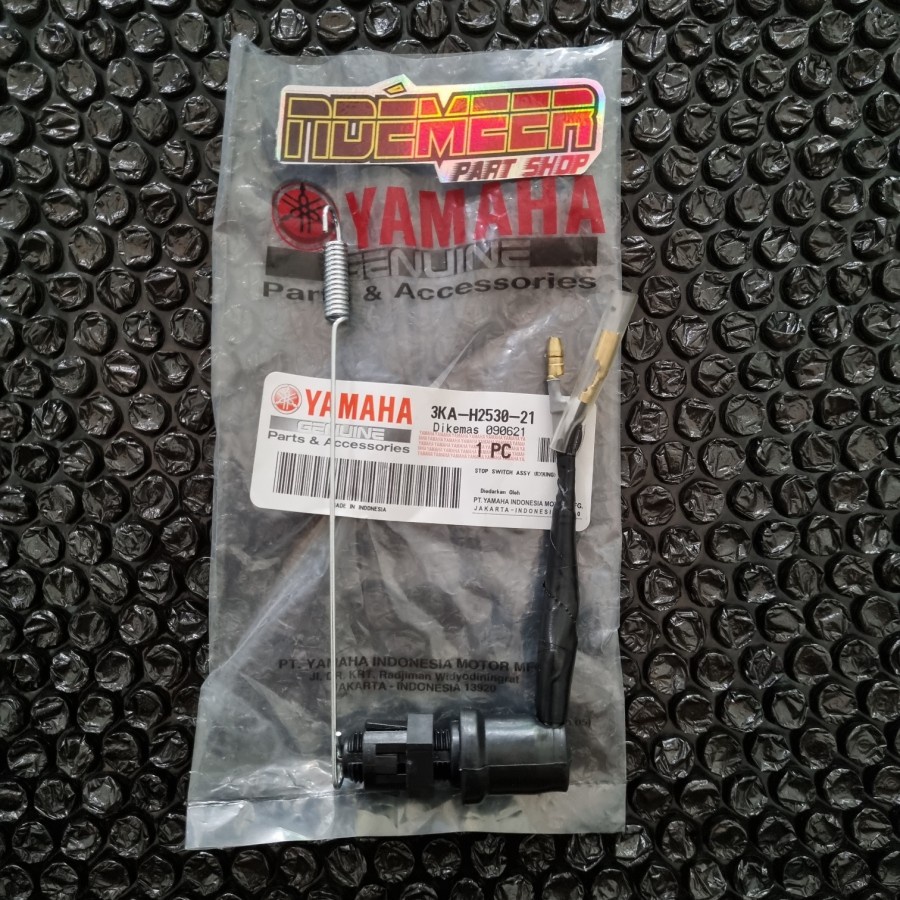 NDÈMEER
PART SHOP
YAMAHA
GENUINE
Parts & Accessories
YAMAHA
GENUINE
Parts & Accessories
3KA-H2530-21
Dikemas 090621
1 PC
STOP SWITCH ASSY
Diedarkan Oleh
PT. YAMAHA INDONESIA MOTOR MFG.
JAKARTA-INDONESIA
MADE IN INDONESIA
PT. YAMAHA INDONESIA MOTOR MFG
Jl. DR. KRT. Radjiman Widyodiningrat
JAKARTA - INDONESIA 13920